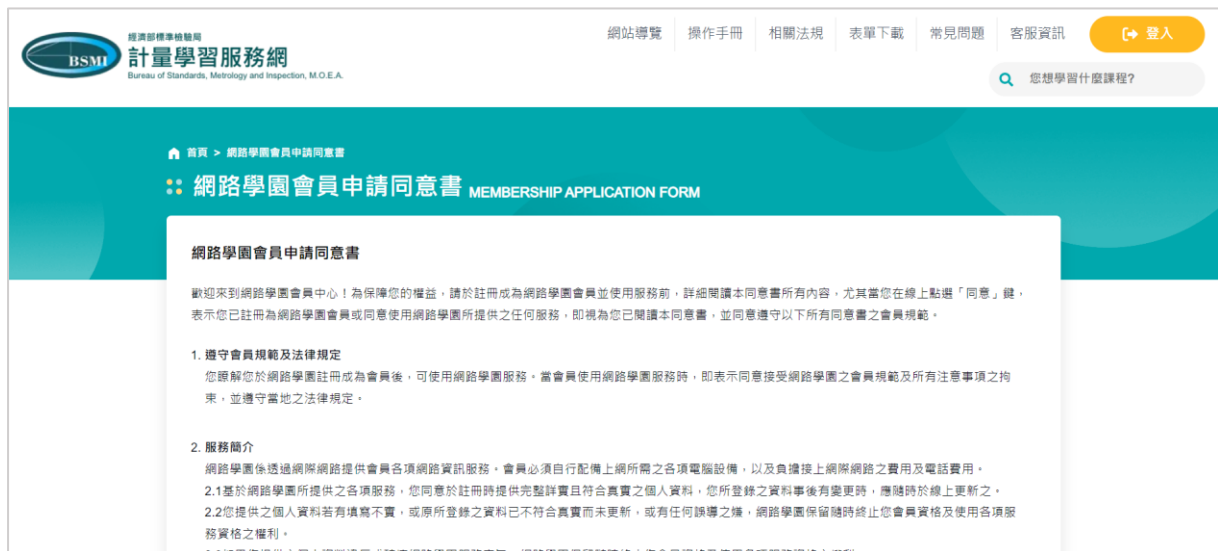 經濟部標準檢驗局
BSMI
計量學習服務網
Bureau of Standards, Metrology and Inspection, M.O.E.A.
網站導覽 操作手冊 相關法規 表單下載 常見問題 客服資訊 登入
您想學習什麼課程?
首頁 > 網路學園會員申請同意書
網路學園會員申請同意書 MEMBERSHIP APPLICATION FORM
網路學園會員申請同意書
歡迎來到網路學園會員中心！為保障您的權益，請於註冊成為網路學園會員並使用服務前，詳細閱讀本同意書所有內容，尤其當您在線上點選「同意」鍵，
表示您已註冊為網路學園會員或同意使用網路學園所提供之任何服務，即視為您已閱讀本同意書，並同意遵守以下所有同意書之會員規範。
1. 遵守會員規範及法律規定
您瞭解您於網路學園註冊成為會員後，可使用網路學園服務。當會員使用網路學園服務時，即表示同意接受網路學園之會員規範及所有注意事項之拘
束，並遵守當地之法律規定。
2. 服務簡介
網路學園係透過網際網路提供會員各項網路資訊服務。會員必須自行配備上網所需之各項電腦設備，以及負擔接上網際網路之費用及電話費用。
2.1基於網路學園所提供之各項服務，您同意於註冊時提供完整詳實且符合真實之個人資料，您所登錄之資料事後有變更時，應隨時於線上更新之。
2.2您提供之個人資料若有填寫不實，或原所登錄之資料已不符合真實而未更新，或有任何誤導之嫌，網路學園保留隨時終止您會員資格及使用各項服
務資格之權利。